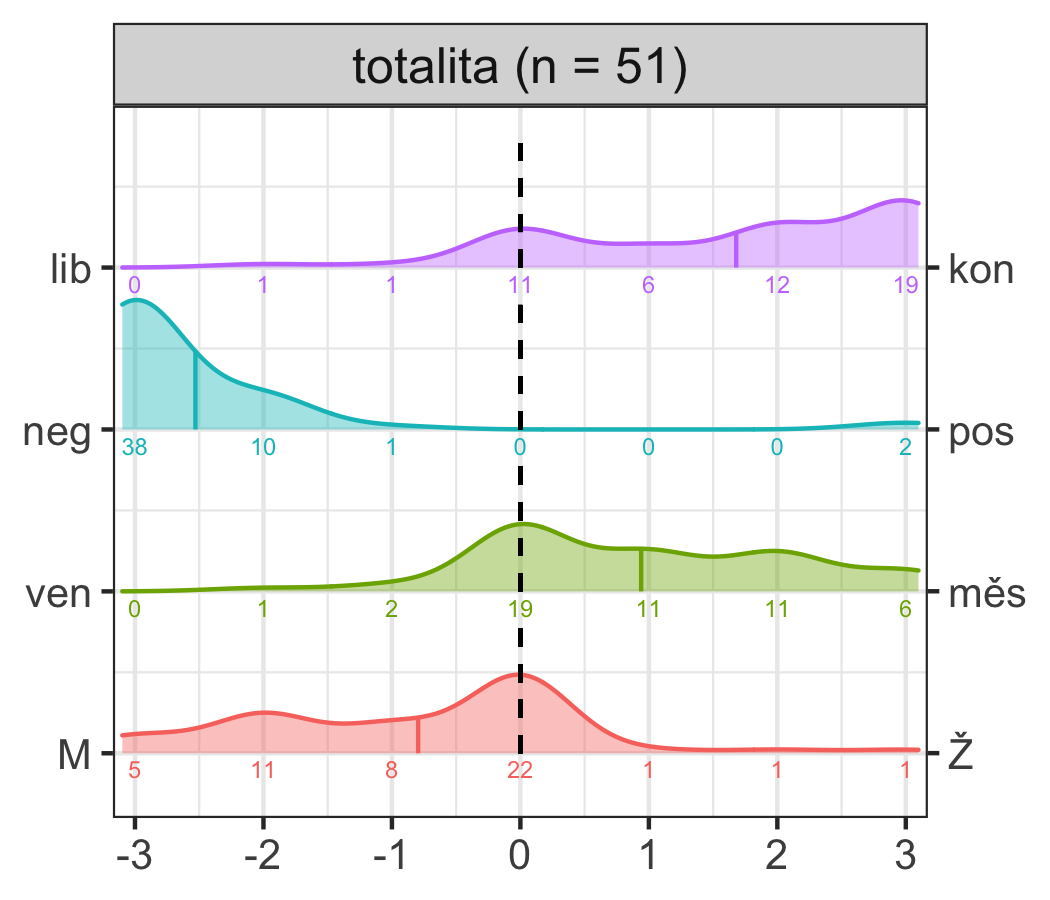 totalita (n = 51)
lib kon
0 1 1 11 6 12 19
neg pos
38 10 1 0 0 0 2
ven měs
0 1 2 19 11 11 6
M Ž
5 11 8 22 1 1 1
-3 -2 -1 0 1 2 3